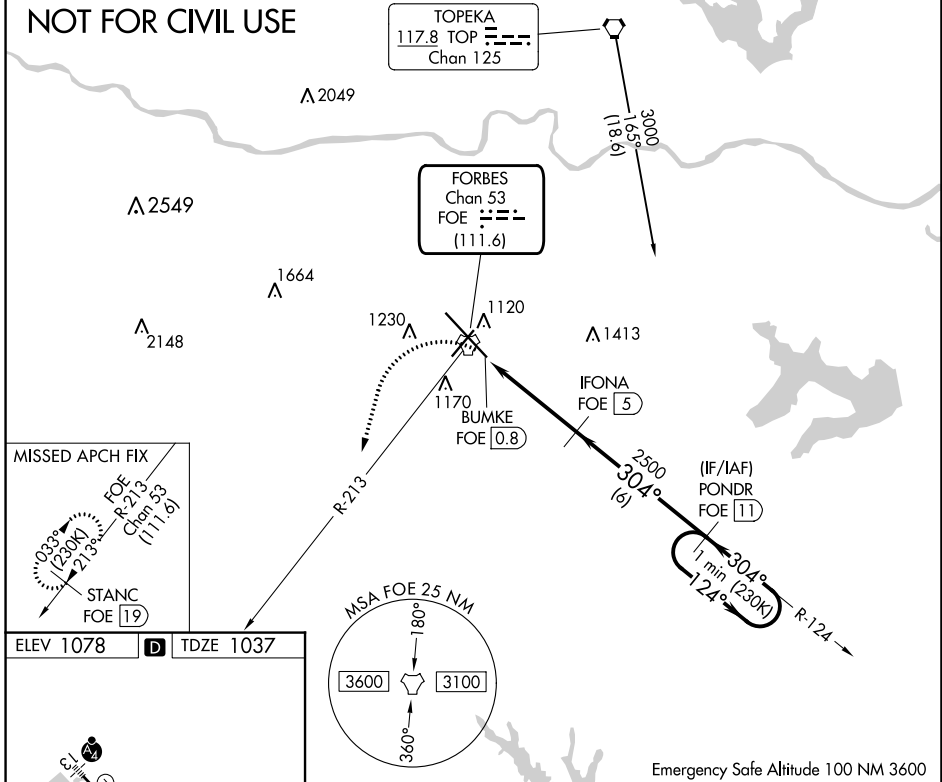 NOT FOR CIVIL USE
TOPEKA
117.8 TOP
Chan 125
2049
3000
165°
(18.6)
FORBES
Chan 53
FOE
(111.6)
2549
1664
2148
1230
1120
1413
1170
BUMKE
FOE 0.8
IFONA
FOE 5
2500
304°
(6)
(IF/IAF)
PONDR
FOE 11
304°
1 min (230K)
124°
R-124
R-213
MISSED APCH FIX
FOE
R-213
Chan 53
(111.6)
033°
(230K)
213°
STANC
FOE 19
MSA FOE 25 NM
180°
3600
3100
360°
ELEV 1078 D TDZE 1037
A4
13
Emergency Safe Altitude 100 NM 3600